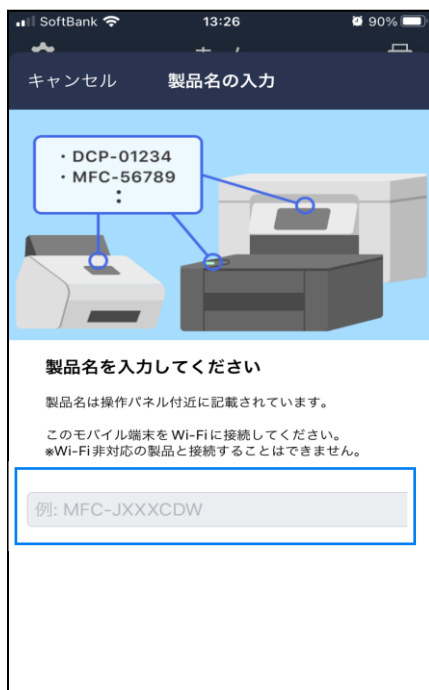 SoftBank 13:26 90%
キャンセル 製品名の入力
・DCP-01234
・MFC-56789
：
製品名を入力してください
製品名は操作パネル付近に記載されています。
このモバイル端末をWi-Fiに接続してください。
※Wi-Fi非対応の製品と接続することはできません。
例: MFC-JXXXCDW